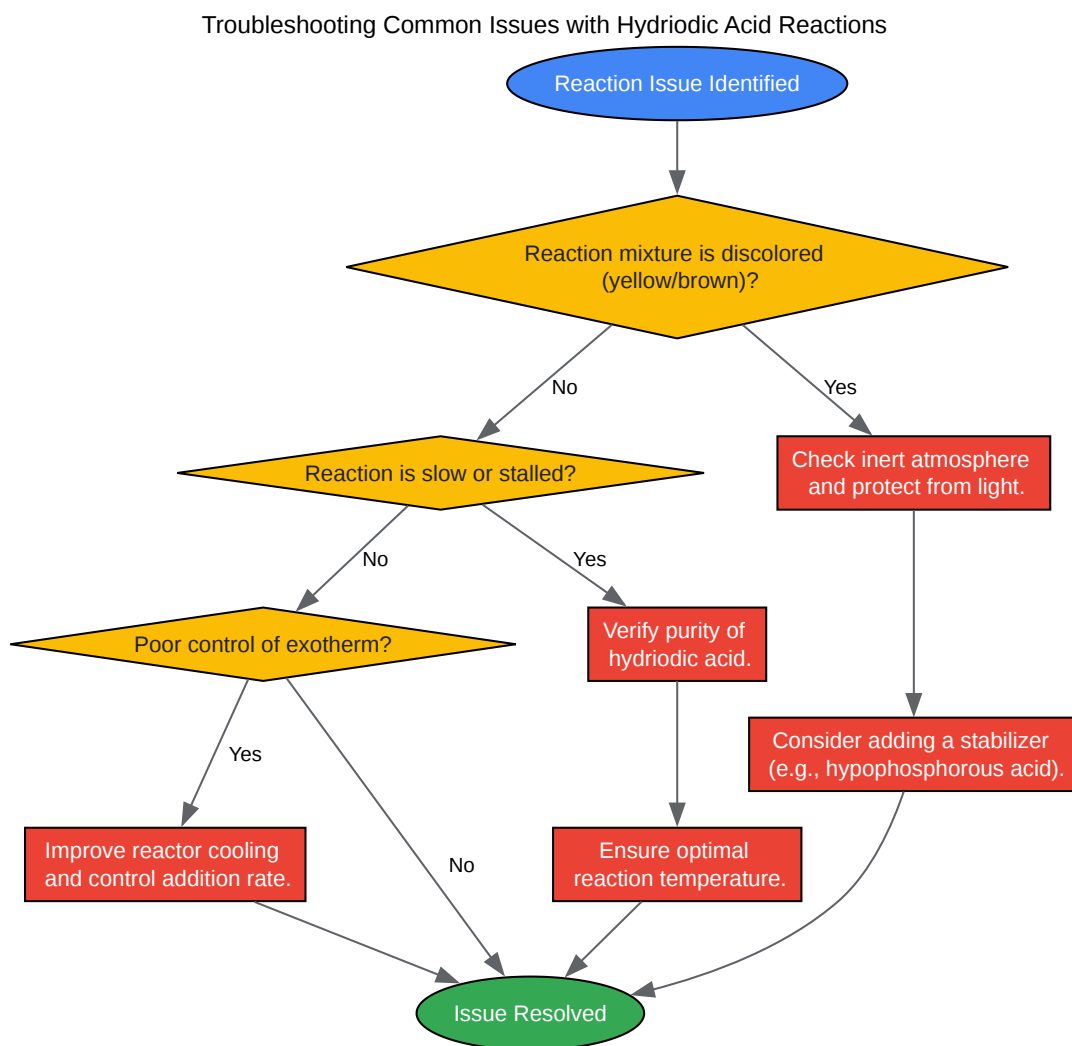 Troubleshooting Common Issues with Hydriodic Acid Reactions
Reaction Issue Identified
Reaction mixture is discolored
(yellow/brown)?
No
Yes
Reaction is slow or stalled?
Check inert atmosphere
and protect from light.
No
Yes
Poor control of exotherm?
Verify purity of
hydriodic acid.
Yes
No
Consider adding a stabilizer
(e.g., hypophosphorous acid).
Improve reactor cooling
and control addition rate.
Ensure optimal
reaction temperature.
Issue Resolved